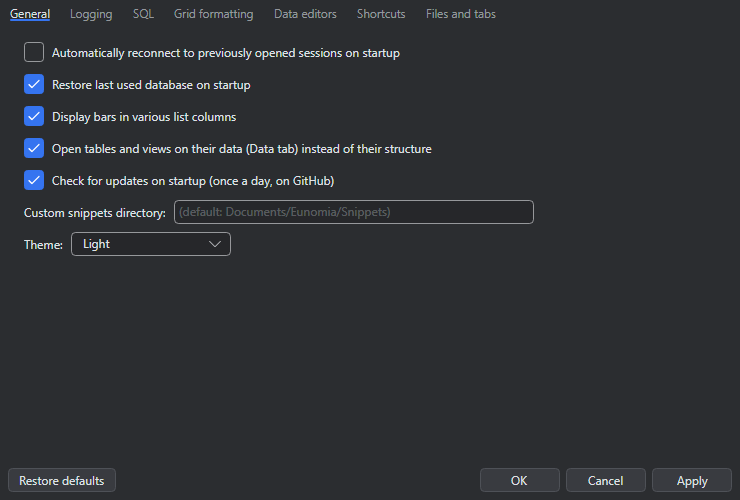 General Logging SQL Grid formatting Data editors Shortcuts Files and tabs
Automatically reconnect to previously opened sessions on startup
Restore last used database on startup
Display bars in various list columns
Open tables and views on their data (Data tab) instead of their structure
Check for updates on startup (once a day, on GitHub)
Custom snippets directory: (default: Documents/Eunomia/Snippets)
Theme: Light
Restore defaults OK Cancel Apply